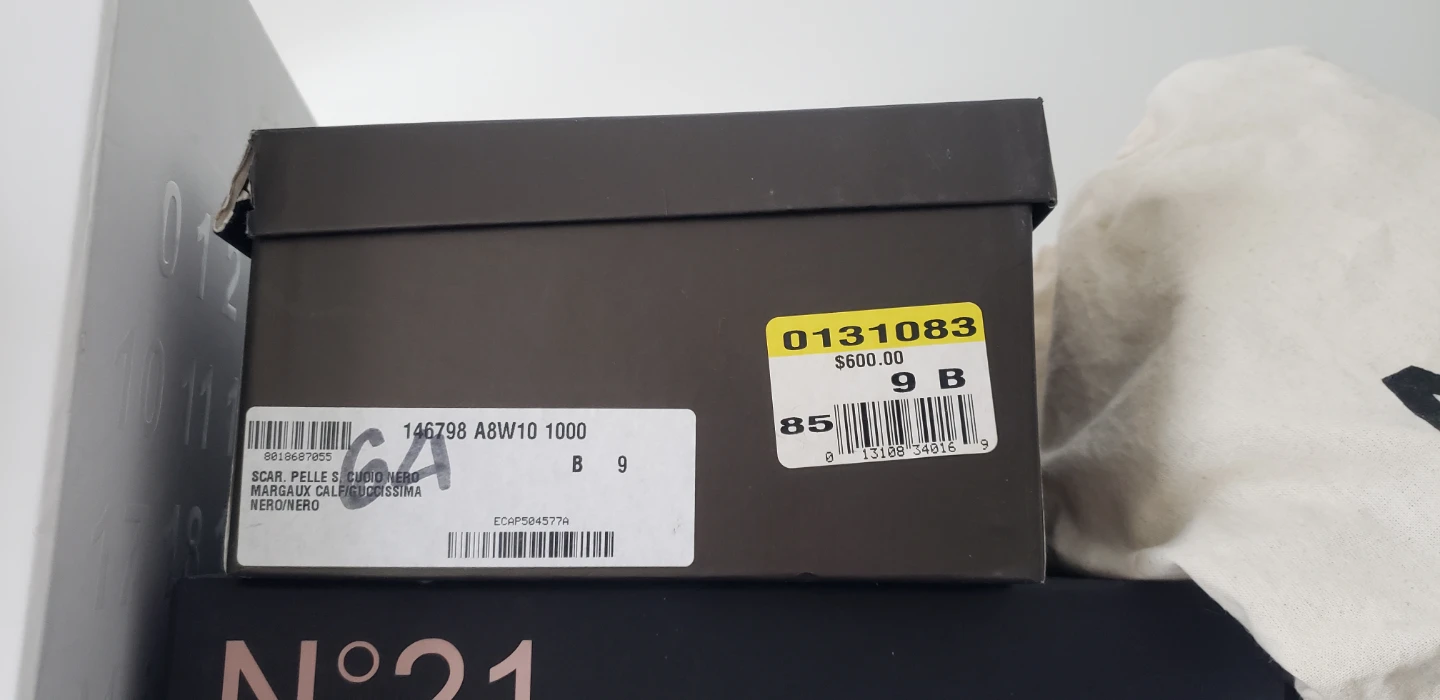 0 1
2
10 11
0131083
$600.00
9 B
85
0 13108 34016 9
146798 A8W10 1000
8018687055
6A
B 9
SCAR. PELLE S. CUOIO NERO
MARGAUX CALF/GUCCISSIMA
NERO/NERO
ECAP504577A
N°21